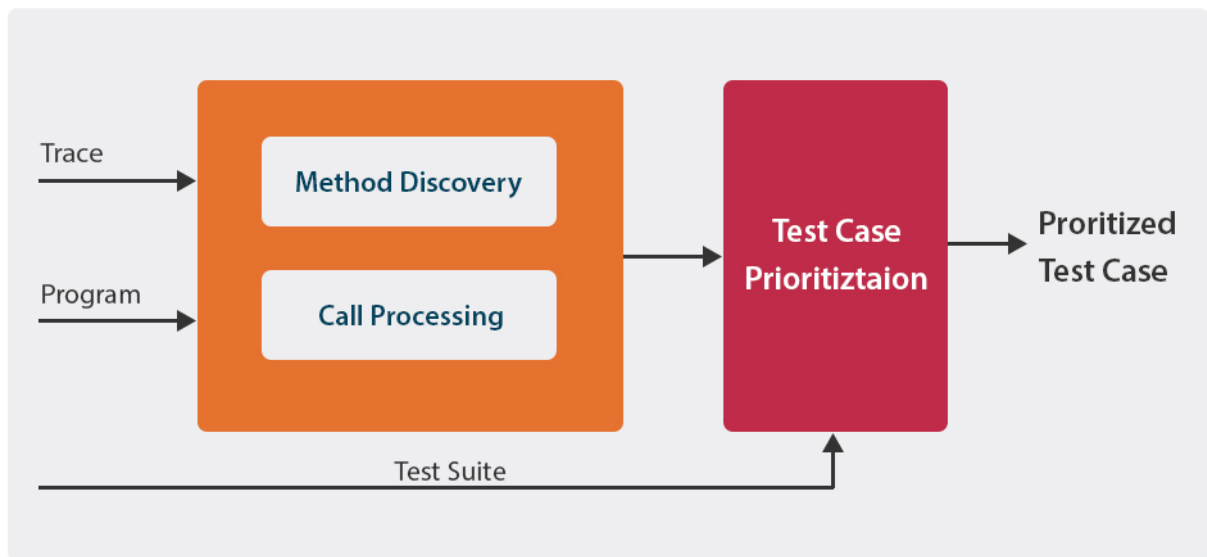 Trace
Method Discovery
Program
Call Processing
Test Case
Prioritiztaion
Proritized
Test Case
Test Suite